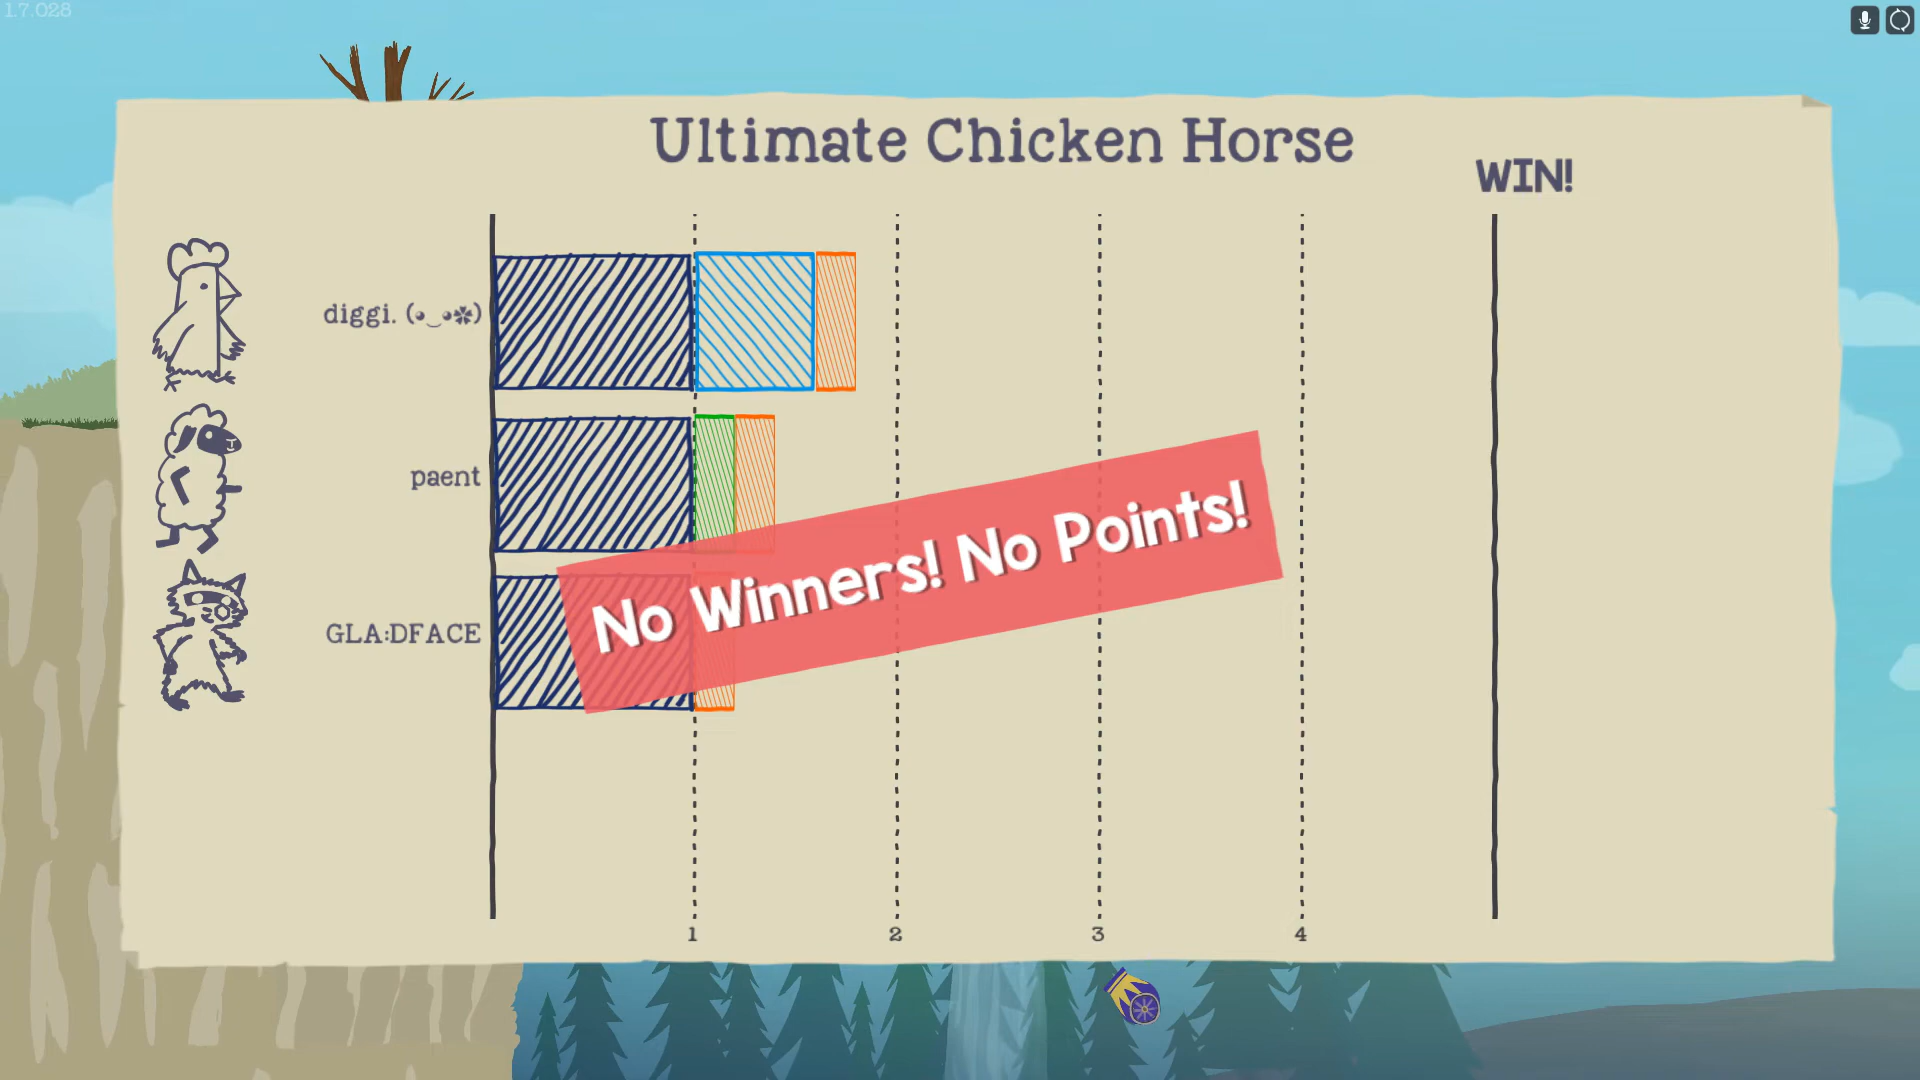 1.7.028
Ultimate Chicken Horse
WIN!
diggi. (◕‿◕✿)
paent
No Winners! No Points!
GLA:DFACE
1 2 3 4